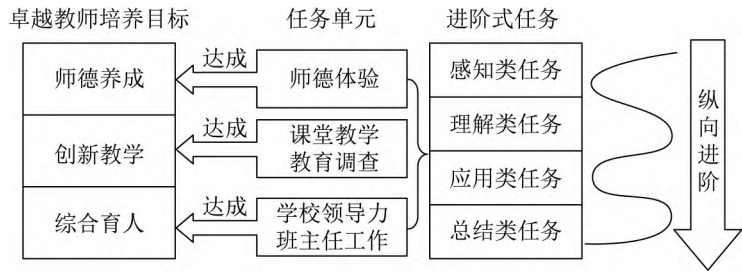 卓越教师培养目标
任务单元
进阶式任务
师德养成
创新教学
综合育人
达成
达成
达成
师德体验
课堂教学
教育调查
学校领导力
班主任工作
感知类任务
理解类任务
应用类任务
总结类任务
纵向进阶